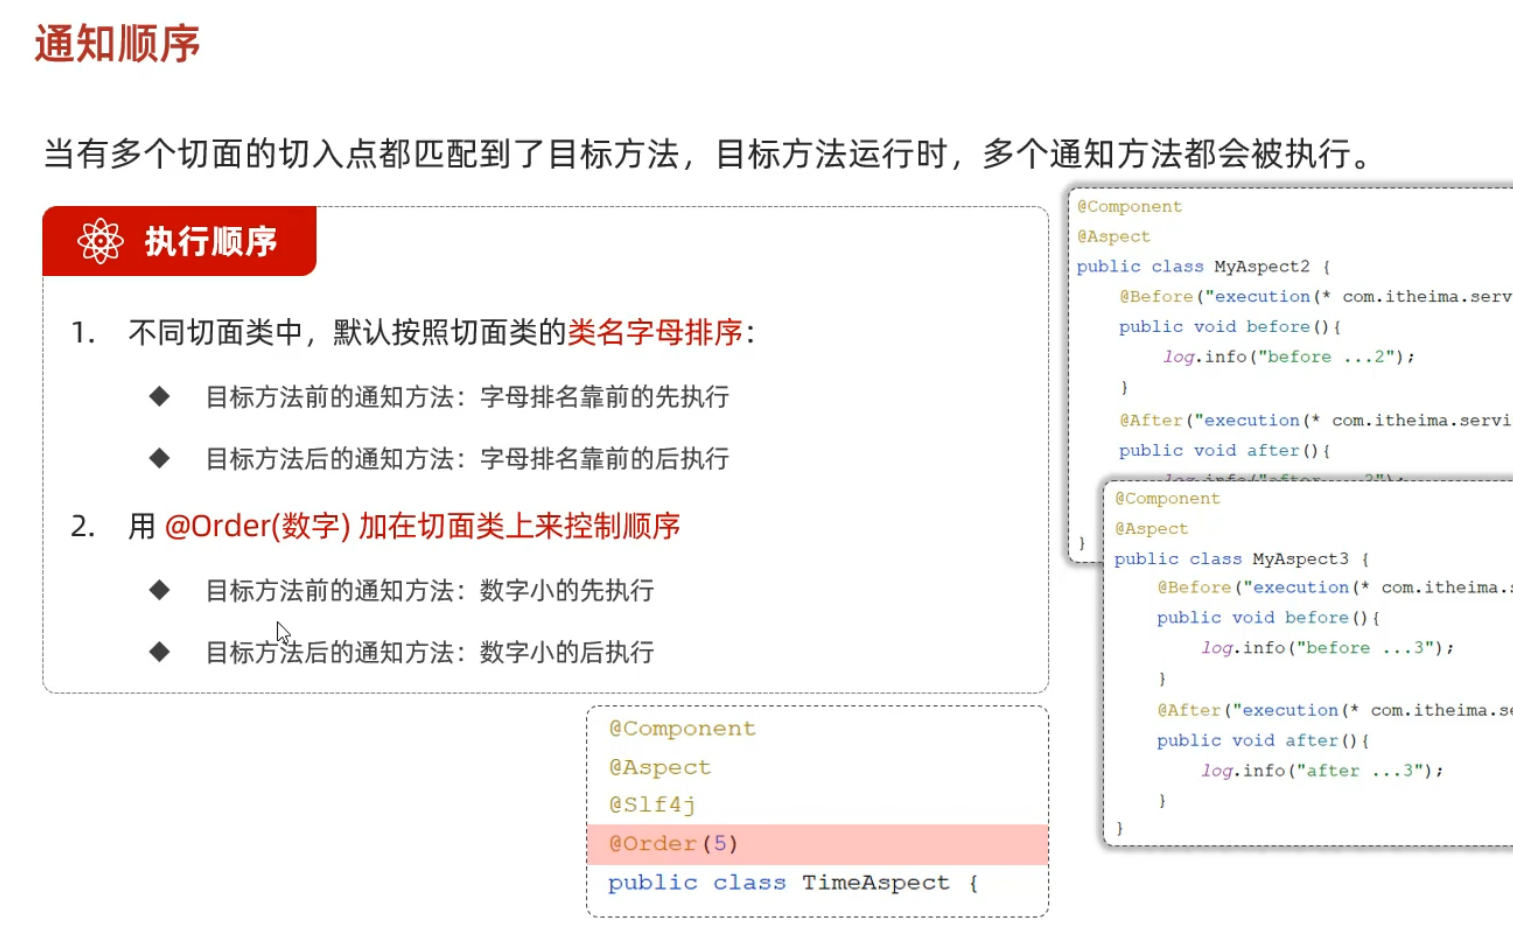 通知顺序
当有多个切面的切入点都匹配到了目标方法，目标方法运行时，多个通知方法都会被执行。
执行顺序
1. 不同切面类中，默认按照切面类的类名字母排序：
◆ 目标方法前的通知方法：字母排名靠前的先执行
◆ 目标方法后的通知方法：字母排名靠前的后执行
2. 用 @Order(数字) 加在切面类上来控制顺序
◆ 目标方法前的通知方法：数字小的先执行
◆ 目标方法后的通知方法：数字小的后执行
@Component
@Aspect
@Slf4j
@Order(5)
public class TimeAspect {
@Component
@Aspect
public class MyAspect2 {
@Before("execution(* com.itheima.serv
public void before(){
log.info("before ...2");
}
@After("execution(* com.itheima.servi
public void after(){
log.info("after ...2");
}
@Component
@Aspect
public class MyAspect3 {
@Before("execution(* com.itheima.s
public void before(){
log.info("before ...3");
}
@After("execution(* com.itheima.se
public void after(){
log.info("after ...3");
}
}